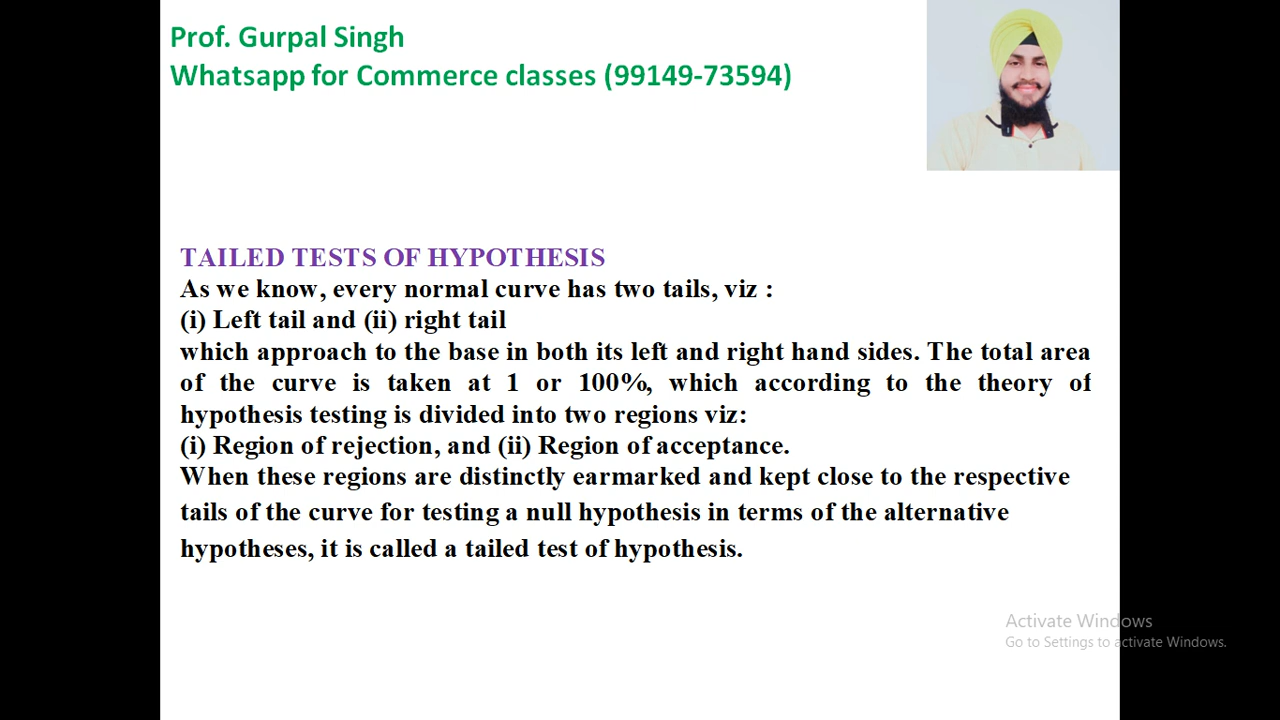 Prof. Gurpal Singh
Whatsapp for Commerce classes (99149-73594)
TAILED TESTS OF HYPOTHESIS
As we know, every normal curve has two tails, viz :
(i) Left tail and (ii) right tail
which approach to the base in both its left and right hand sides. The total area
of the curve is taken at 1 or 100%, which according to the theory of
hypothesis testing is divided into two regions viz:
(i) Region of rejection, and (ii) Region of acceptance.
When these regions are distinctly earmarked and kept close to the respective
tails of the curve for testing a null hypothesis in terms of the alternative
hypotheses, it is called a tailed test of hypothesis.
Activate Windows
Go to Settings to activate Windows.